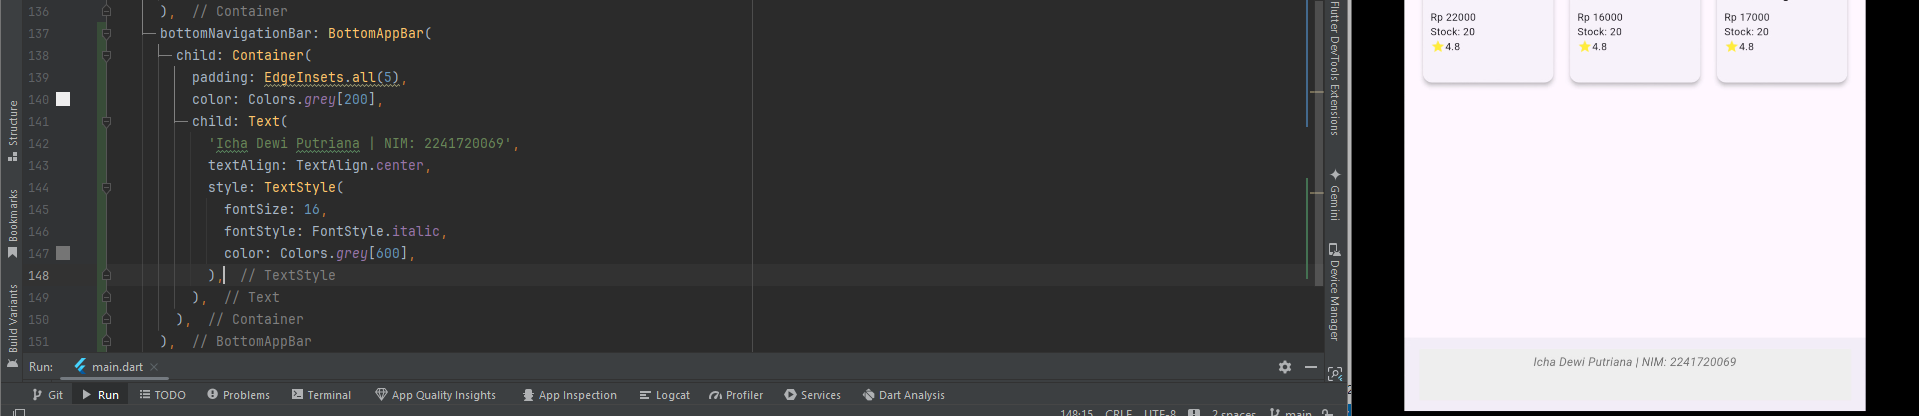 136 ), // Container
137 bottomNavigationBar: BottomAppBar(
138 child: Container(
139 padding: EdgeInsets.all(5),
140 color: Colors.grey[200],
141 child: Text(
142 'Icha Dewi Putriana | NIM: 2241720069',
143 textAlign: TextAlign.center,
144 style: TextStyle(
145 fontSize: 16,
146 fontStyle: FontStyle.italic,
147 color: Colors.grey[600],
148 ), // TextStyle
149 ), // Text
150 ), // Container
151 ), // BottomAppBar
Structure
Bookmarks
Build Variants
Run: main.dart
Git Run TODO Problems Terminal App Quality Insights App Inspection Logcat Profiler Services Dart Analysis
148:15 CRLF UTF-8 2 spaces main
Flutter DevTools Extensions
Gemini
Device Manager
Rp 22000
Stock: 20
4.8
Rp 16000
Stock: 20
4.8
Rp 17000
Stock: 20
4.8
Icha Dewi Putriana | NIM: 2241720069